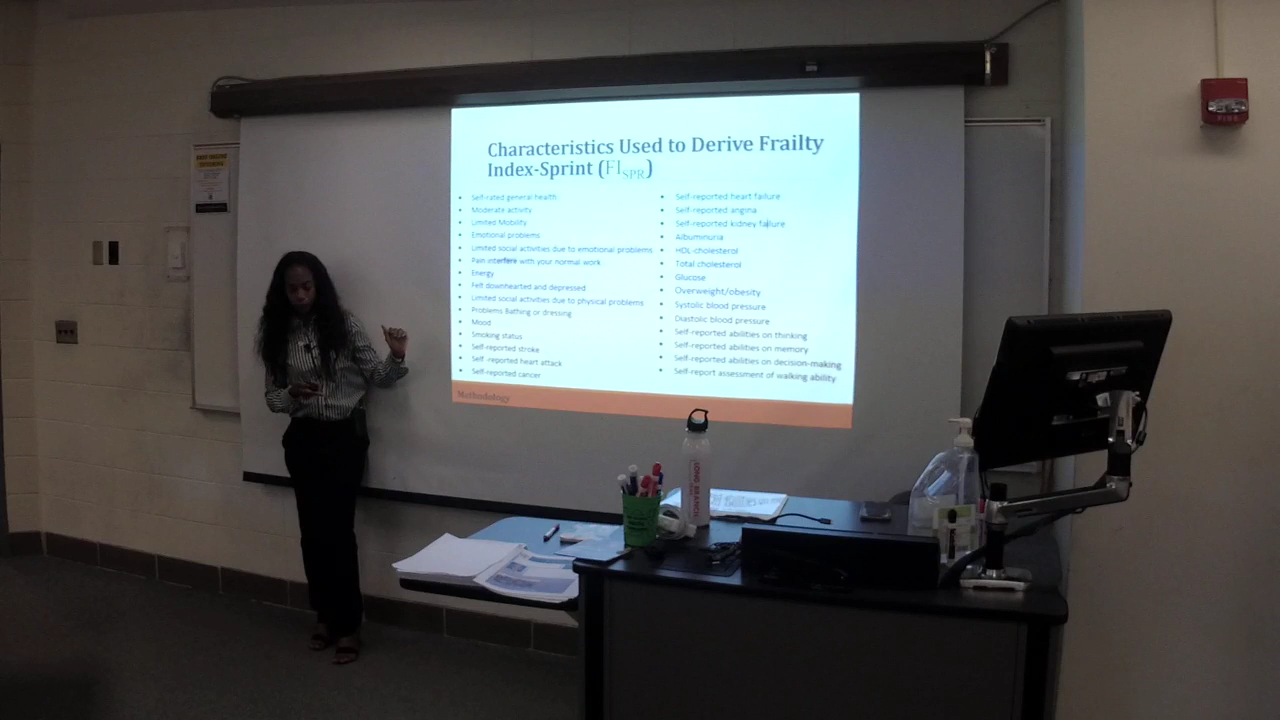 Characteristics Used to Derive Frailty
Index-Sprint (FISPR)
• Self-rated general health
• Moderate activity
• Limited Mobility
• Emotional problems
• Limited social activities due to emotional problems
• Pain interfere with your normal work
• Energy
• Felt downhearted and depressed
• Limited social activities due to physical problems
• Problems Bathing or dressing
• Mood
• Smoking status
• Self-reported stroke
• Self -reported heart attack
• Self-reported cancer
• Self-reported heart failure
• Self-reported angina
• Self-reported kidney failure
• Albuminuria
• HDL-cholesterol
• Total cholesterol
• Glucose
• Overweight/obesity
• Systolic blood pressure
• Diastolic blood pressure
• Self-reported abilities on thinking
• Self-reported abilities on memory
• Self-reported abilities on decision-making
• Self-report assessment of walking ability
Methodology
FIRE